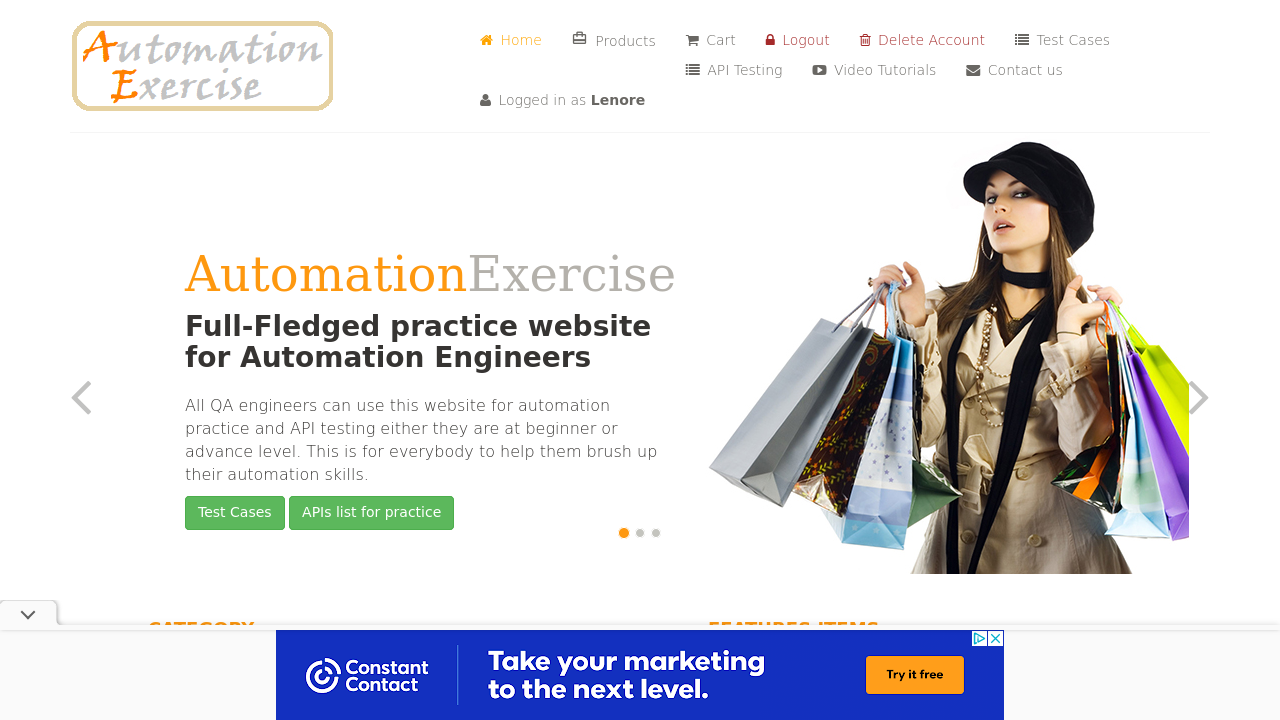 Automation
Exercise
Home
Products
Cart
Logout
Delete Account
Test Cases
API Testing
Video Tutorials
Contact us
Logged in as Lenore
AutomationExercise
Full-Fledged practice website
for Automation Engineers
All QA engineers can use this website for automation
practice and API testing either they are at beginner or
advance level. This is for everybody to help them brush up
their automation skills.
Test Cases
APIs list for practice
CATEGORY
FEATURES ITEMS
Constant
Contact
Take your marketing
to the next level.
Try it free